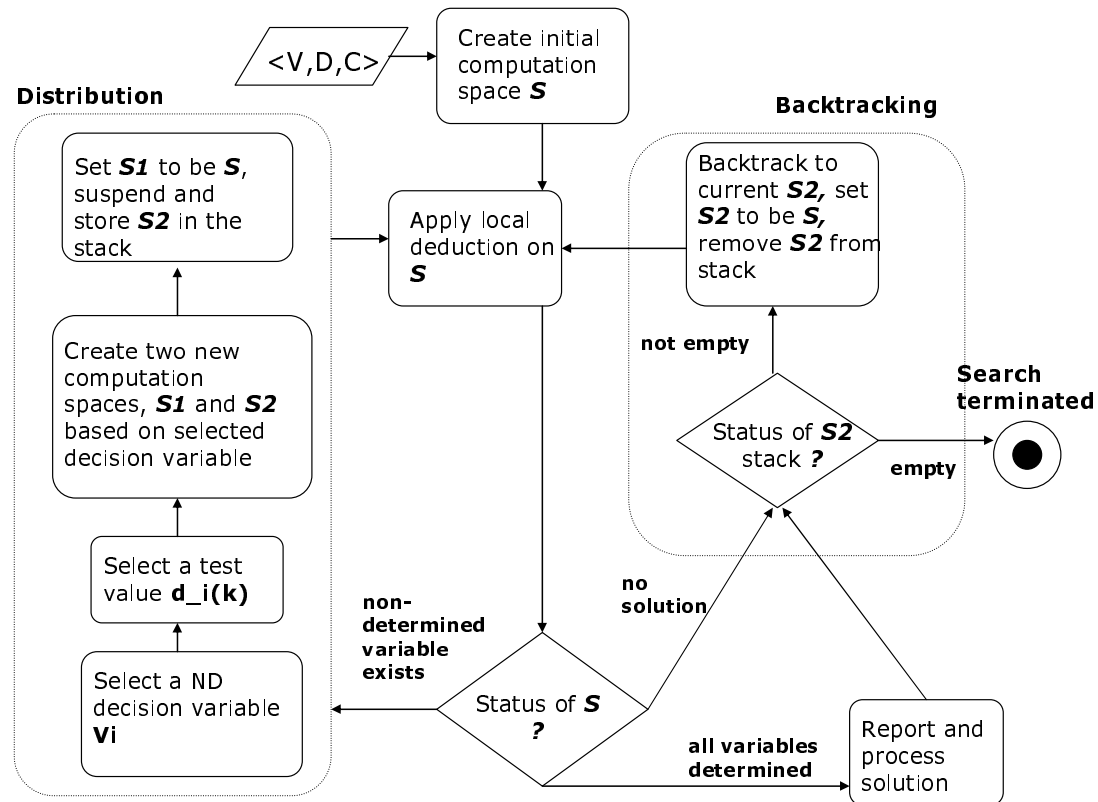 <V,D,C>
Create initial
computation
space S
Distribution
Backtracking
Set S1 to be S,
suspend and
store S2 in the
stack
Apply local
deduction on
S
Backtrack to
current S2, set
S2 to be S,
remove S2 from
stack
Create two new
computation
spaces, S1 and S2
based on selected
decision variable
not empty
Search
terminated
Status of S2
stack ?
empty
Select a test
value d_i(k)
non-
determined
variable
exists
no
solution
Select a ND
decision variable
Vi
Status of S
?
all variables
determined
Report and
process
solution